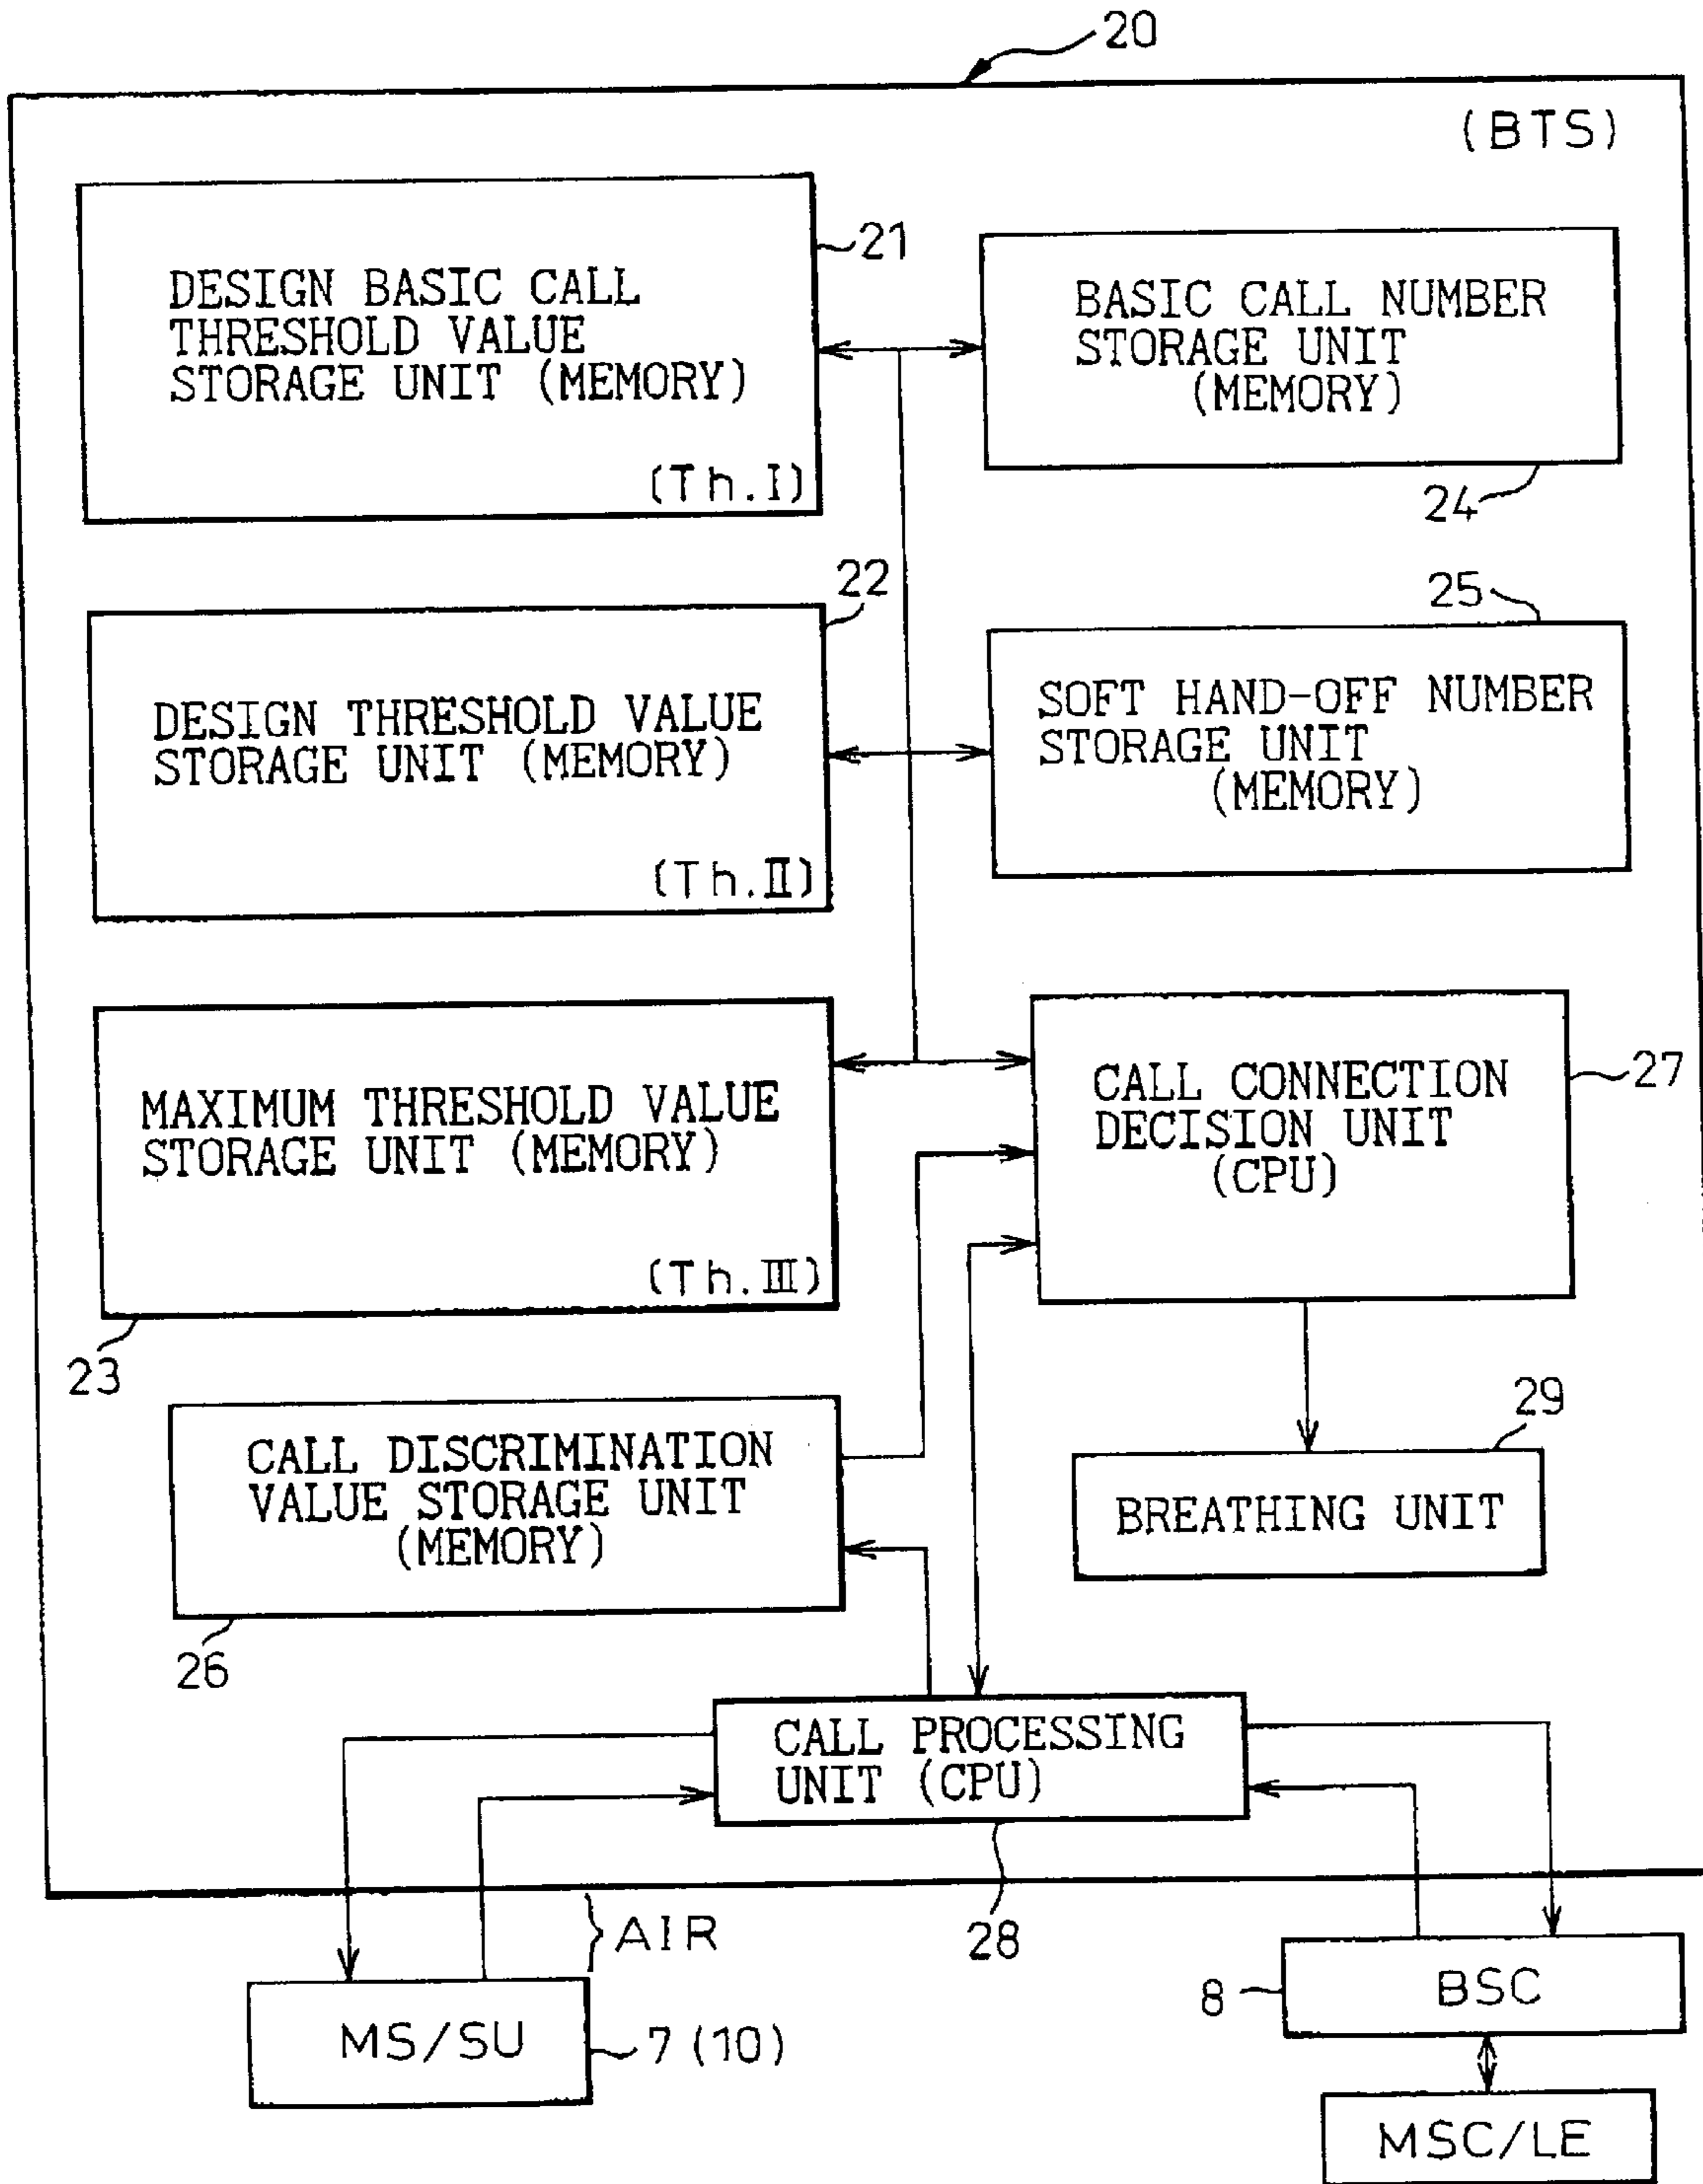 20
(BTS)
DESIGN BASIC CALL
THRESHOLD VALUE
STORAGE UNIT (MEMORY)
(Th.I)
21
BASIC CALL NUMBER
STORAGE UNIT
(MEMORY)
24
22
DESIGN THRESHOLD VALUE
STORAGE UNIT (MEMORY)
(Th.II)
25
SOFT HAND-OFF NUMBER
STORAGE UNIT
(MEMORY)
MAXIMUM THRESHOLD VALUE
STORAGE UNIT (MEMORY)
(Th.III)
23
CALL CONNECTION
DECISION UNIT
(CPU)
27
CALL DISCRIMINATION
VALUE STORAGE UNIT
(MEMORY)
26
29
BREATHING UNIT
CALL PROCESSING
UNIT (CPU)
28
AIR
MS/SU
7 (10)
8
BSC
MSC/LE